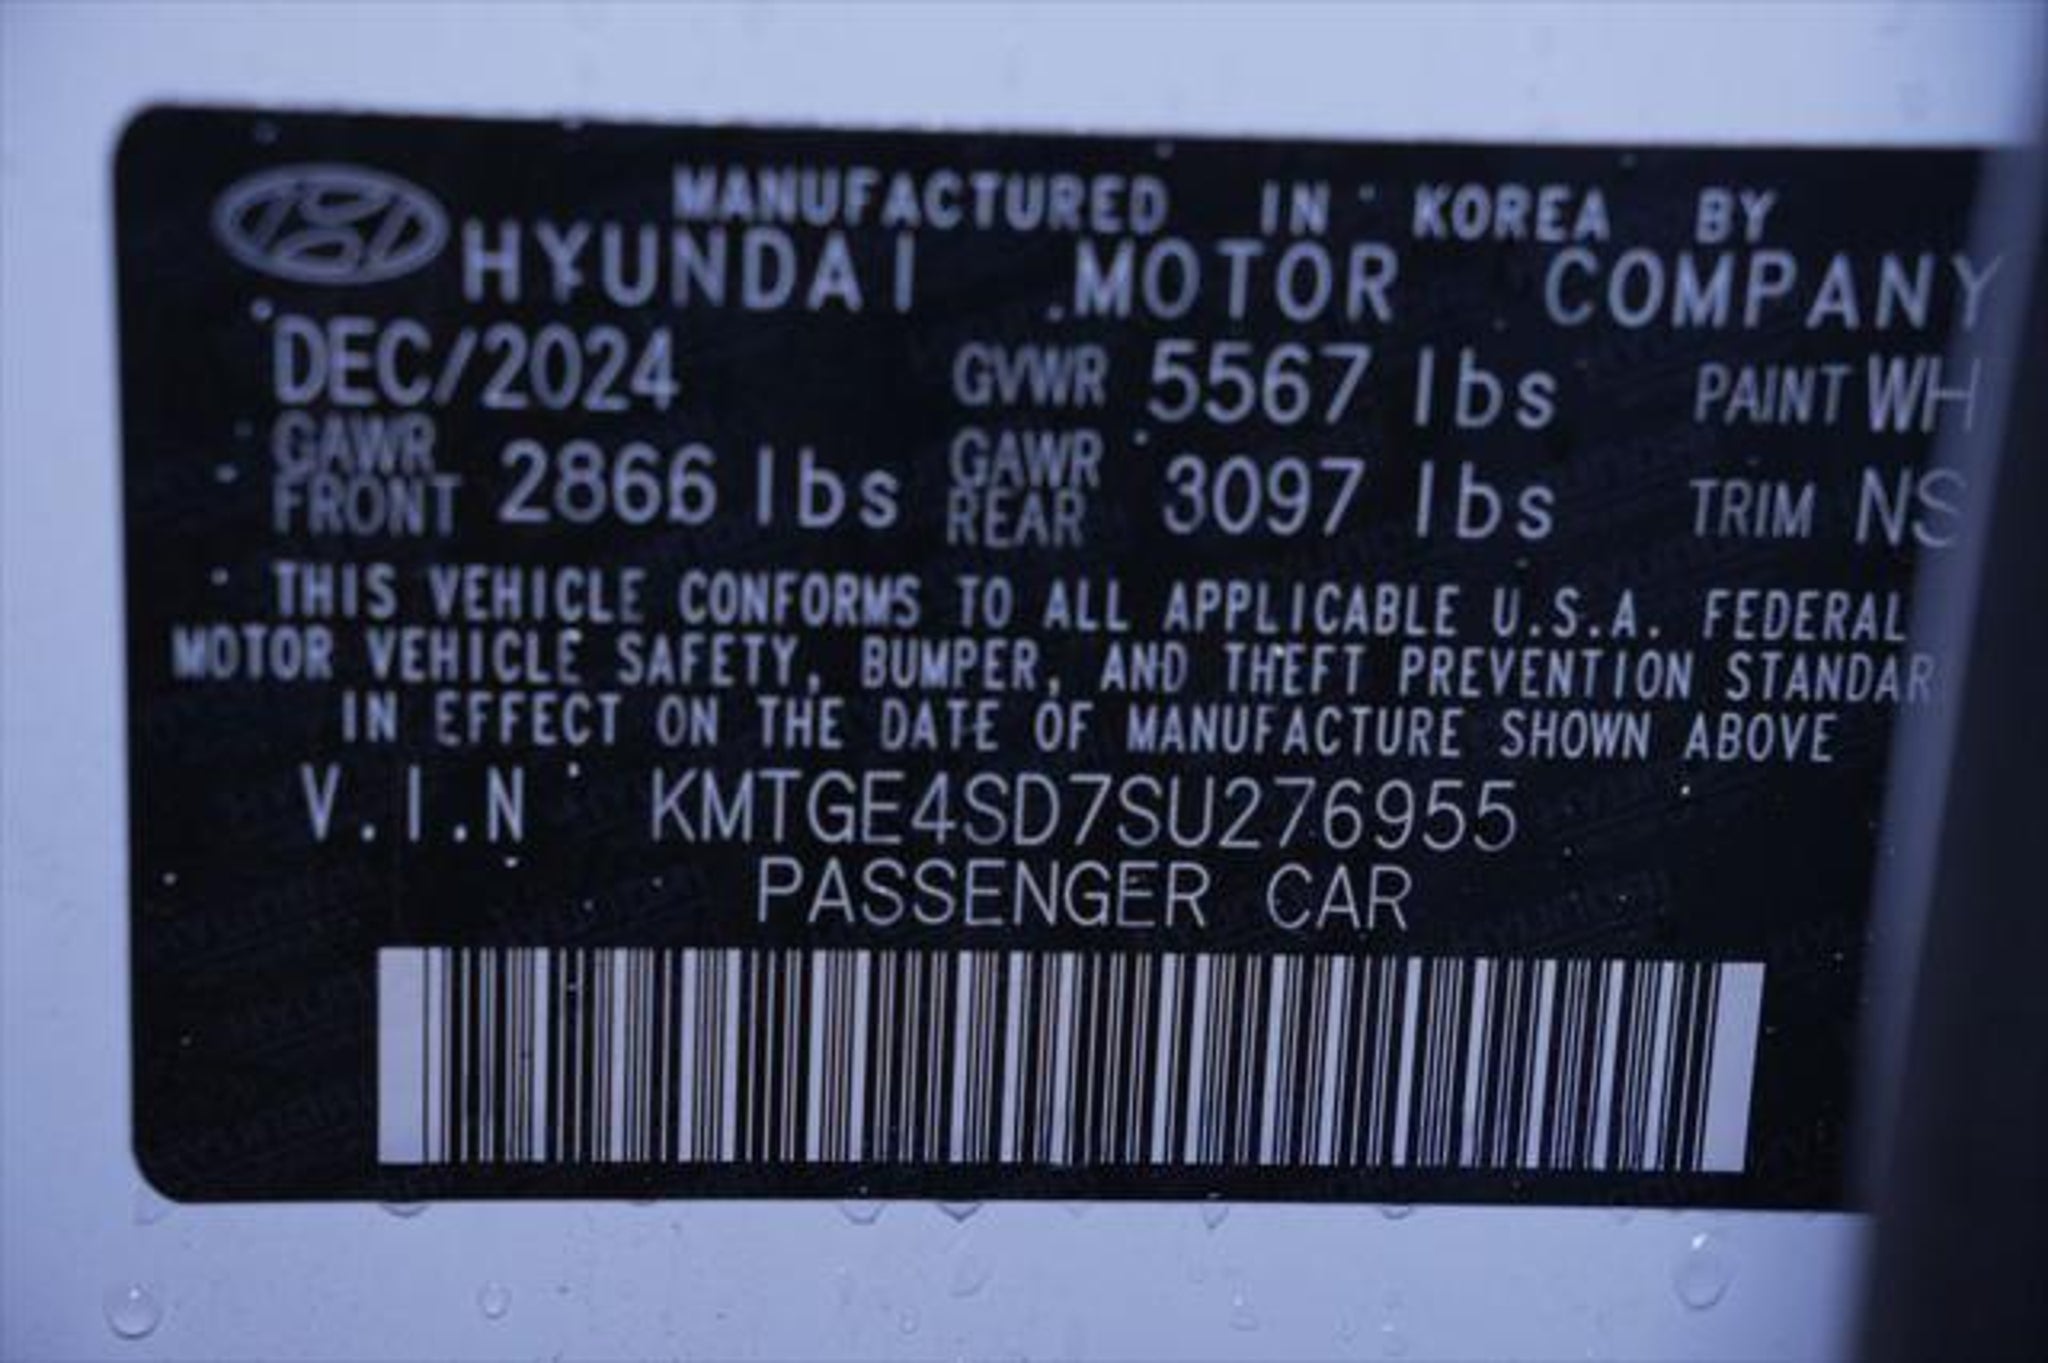 MANUFACTURED IN KOREA BY
HYUNDAI MOTOR COMPANY
DEC/2024 GVWR 5567 lbs PAINT WH
GAWR FRONT 2866 lbs GAWR REAR 3097 lbs TRIM NS
THIS VEHICLE CONFORMS TO ALL APPLICABLE U.S.A. FEDERAL
MOTOR VEHICLE SAFETY, BUMPER, AND THEFT PREVENTION STANDAR
IN EFFECT ON THE DATE OF MANUFACTURE SHOWN ABOVE
V.I.N KMTGE4SD7SU276955
PASSENGER CAR